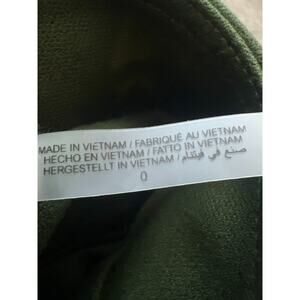 MADE IN VIETNAM / FABRIQUÉ AU VIETNAM
HECHO EN VIETNAM / FATTO IN VIETNAM
HERGESTELLT IN VIETNAM / صنع في فيتنام
0